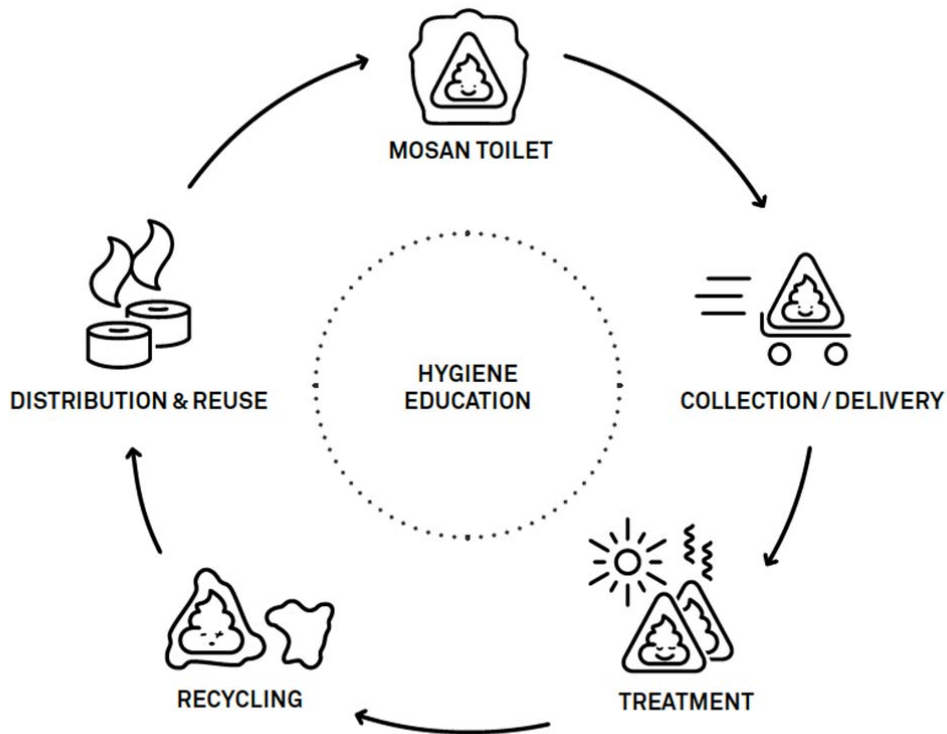 MOSAN TOILET
COLLECTION / DELIVERY
TREATMENT
RECYCLING
DISTRIBUTION & REUSE
HYGIENE
EDUCATION